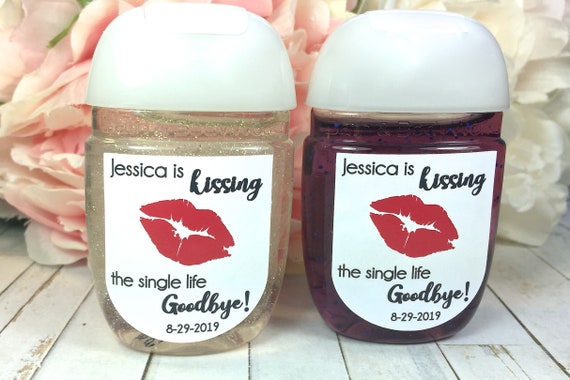 Jessica is
kissing
the single life
Goodbye!
8-29-2019
Jessica is
kissing
the single life
Goodbye!
8-29-2019